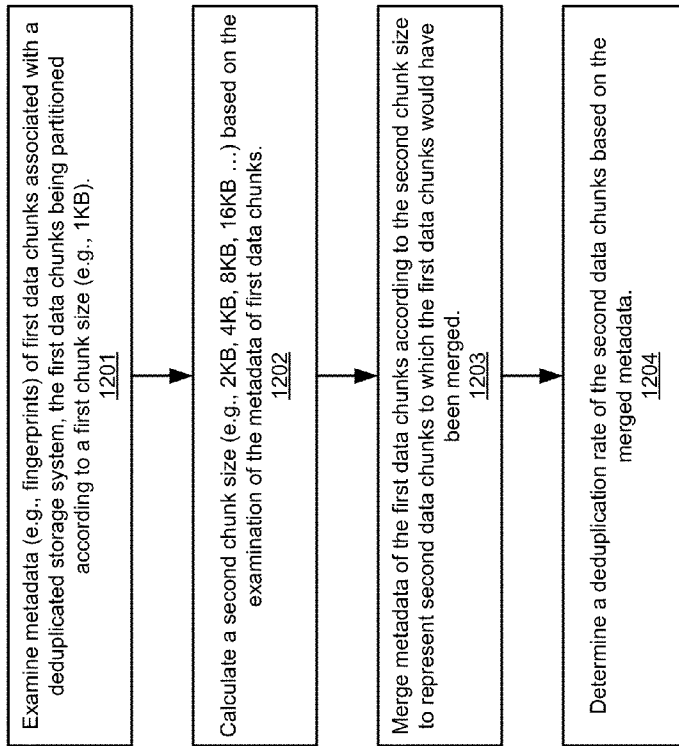 Examine metadata (e.g., fingerprints) of first data chunks associated with a
deduplicated storage system, the first data chunks being partitioned
according to a first chunk size (e.g., 1KB).
1201
Calculate a second chunk size (e.g., 2KB, 4KB, 8KB, 16KB ...) based on the
examination of the metadata of first data chunks.
1202
Merge metadata of the first data chunks according to the second chunk size
to represent second data chunks to which the first data chunks would have
been merged.
1203
Determine a deduplication rate of the second data chunks based on the
merged metadata.
1204